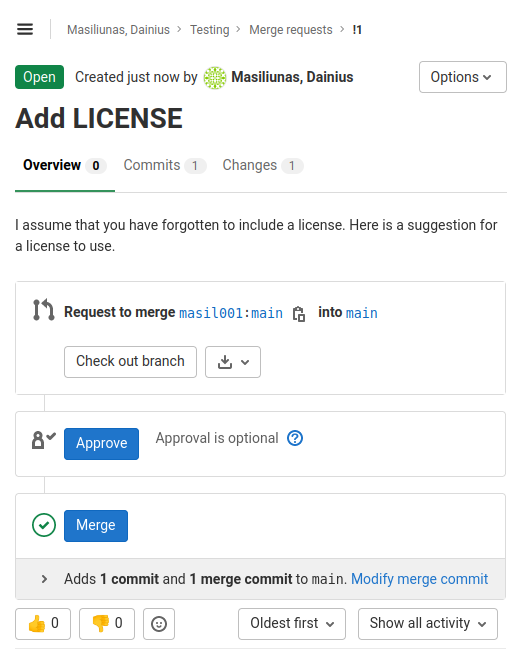 Masiliunas, Dainius > Testing > Merge requests > !1
Open Created just now by Masiliunas, Dainius Options
Add LICENSE
Overview 0 Commits 1 Changes 1
I assume that you have forgotten to include a license. Here is a suggestion for
a license to use.
Request to merge masil001:main into main
Check out branch
Approve Approval is optional ?
Merge
Adds 1 commit and 1 merge commit to main. Modify merge commit
👍 0 👎 0 Oldest first Show all activity